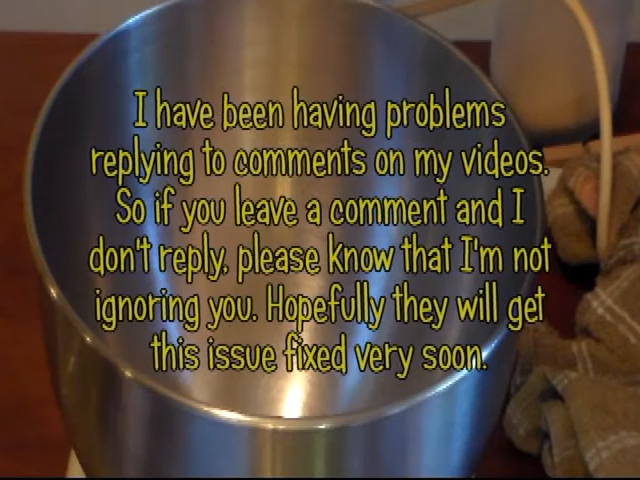 I have been having problems
replying to comments on my videos.
So if you leave a comment and I
don't reply, please know that I'm not
ignoring you. Hopefully they will get
this issue fixed very soon.